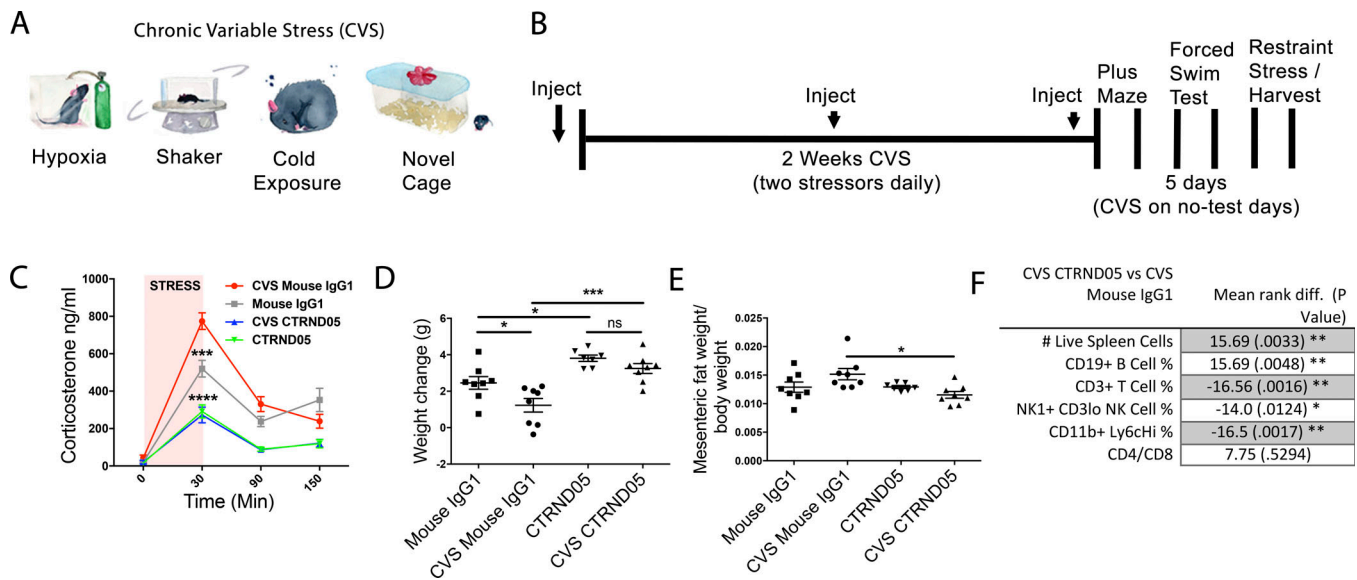 A
Chronic Variable Stress (CVS)
Hypoxia
Shaker
Cold
Exposure
Novel
Cage
B
Inject
Inject
Inject
Plus
Maze
Forced
Swim
Test
Restraint
Stress /
Harvest
2 Weeks CVS
(two stressors daily)
5 days
(CVS on no-test days)
C
Corticosterone ng/ml
1000
800
600
400
200
0
STRESS
CVS Mouse IgG1
Mouse IgG1
CVS CTRND05
CTRND05
***
****
0
30
90
150
Time (Min)
D
Weight change (g)
6
4
2
0
-2
*
*
***
ns
Mouse IgG1
CVS Mouse IgG1
CTRND05
CVS CTRND05
E
Mesenteric fat weight/
body weight
0.025
0.020
0.015
0.010
0.005
0.000
*
Mouse IgG1
CVS Mouse IgG1
CTRND05
CVS CTRND05
F
CVS CTRND05 vs CVS
Mouse IgG1
Mean rank diff. (P
Value)
# Live Spleen Cells 15.69 (.0033) **
CD19+ B Cell % 15.69 (.0048) **
CD3+ T Cell % -16.56 (.0016) **
NK1+ CD3lo NK Cell % -14.0 (.0124) *
CD11b+ Ly6cHi % -16.5 (.0017) **
CD4/CD8 7.75 (.5294)